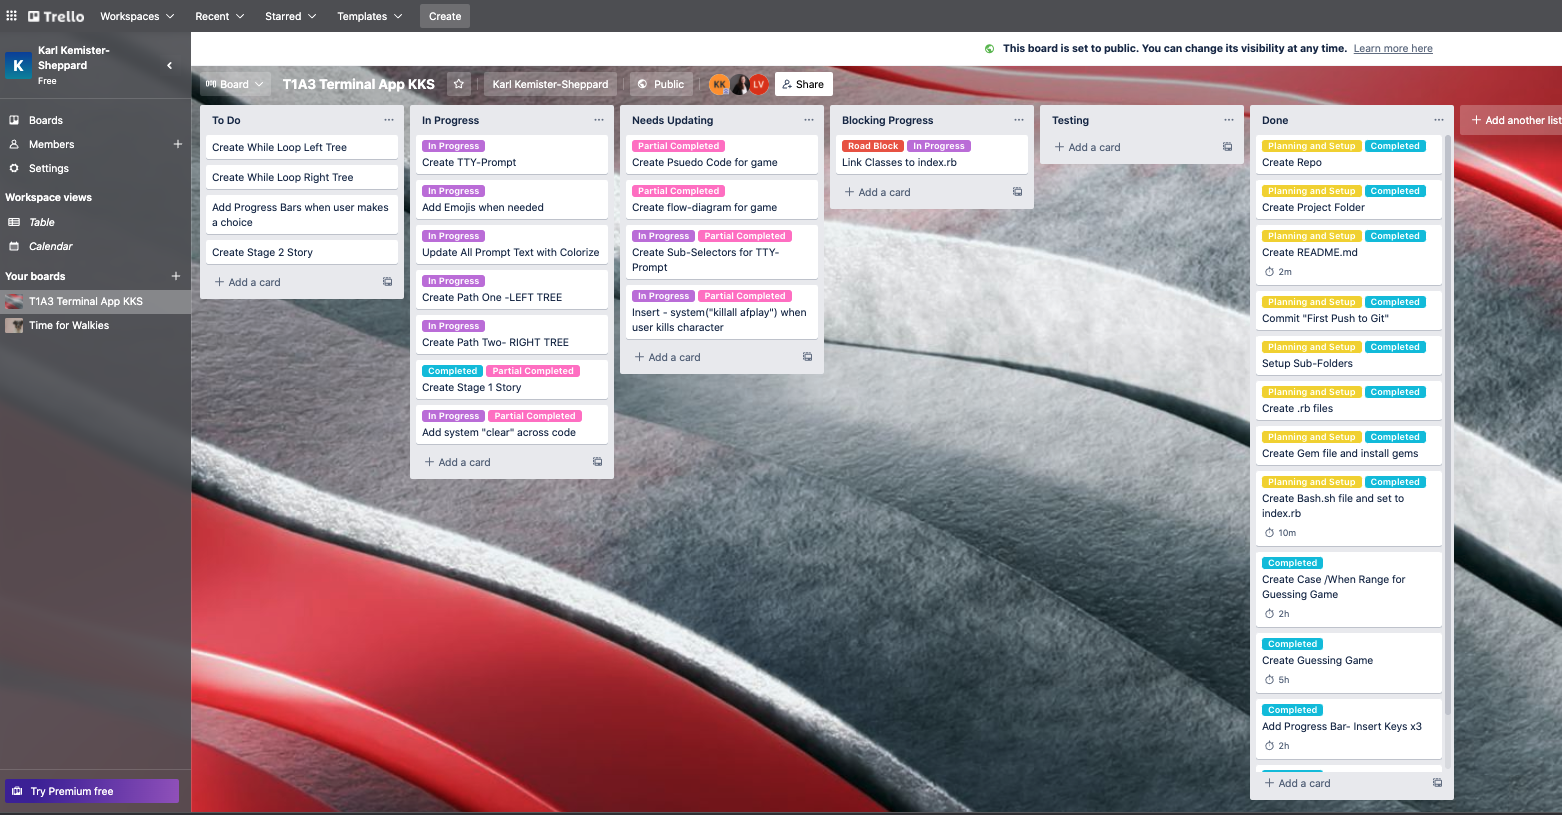 Trello
Workspaces
Recent
Starred
Templates
Create
K
Karl Kemister-
Sheppard
Free
Boards
Members
Settings
Workspace views
Table
Calendar
Your boards
T1A3 Terminal App KKS
Time for Walkies
Try Premium free
This board is set to public. You can change its visibility at any time. Learn more here
Board
T1A3 Terminal App KKS
Karl Kemister-Sheppard
Public
KK
LV
Share
To Do
Create While Loop Left Tree
Create While Loop Right Tree
Add Progress Bars when user makes
a choice
Create Stage 2 Story
Add a card
In Progress
In Progress
Create TTY-Prompt
In Progress
Add Emojis when needed
In Progress
Update All Prompt Text with Colorize
In Progress
Create Path One -LEFT TREE
In Progress
Create Path Two- RIGHT TREE
Completed Partial Completed
Create Stage 1 Story
In Progress Partial Completed
Add system "clear" across code
Add a card
Needs Updating
Partial Completed
Create Psuedo Code for game
Partial Completed
Create flow-diagram for game
In Progress Partial Completed
Create Sub-Selectors for TTY-
Prompt
In Progress Partial Completed
Insert - system("killall afplay") when
user kills character
Add a card
Blocking Progress
Road Block In Progress
Link Classes to index.rb
Add a card
Testing
Add a card
Done
Planning and Setup Completed
Create Repo
Planning and Setup Completed
Create Project Folder
Planning and Setup Completed
Create README.md
2m
Planning and Setup Completed
Commit "First Push to Git"
Planning and Setup Completed
Setup Sub-Folders
Planning and Setup Completed
Create .rb files
Planning and Setup Completed
Create Gem file and install gems
Planning and Setup Completed
Create Bash.sh file and set to
index.rb
10m
Completed
Create Case /When Range for
Guessing Game
2h
Completed
Create Guessing Game
5h
Completed
Add Progress Bar- Insert Keys x3
2h
Add a card
Add another list